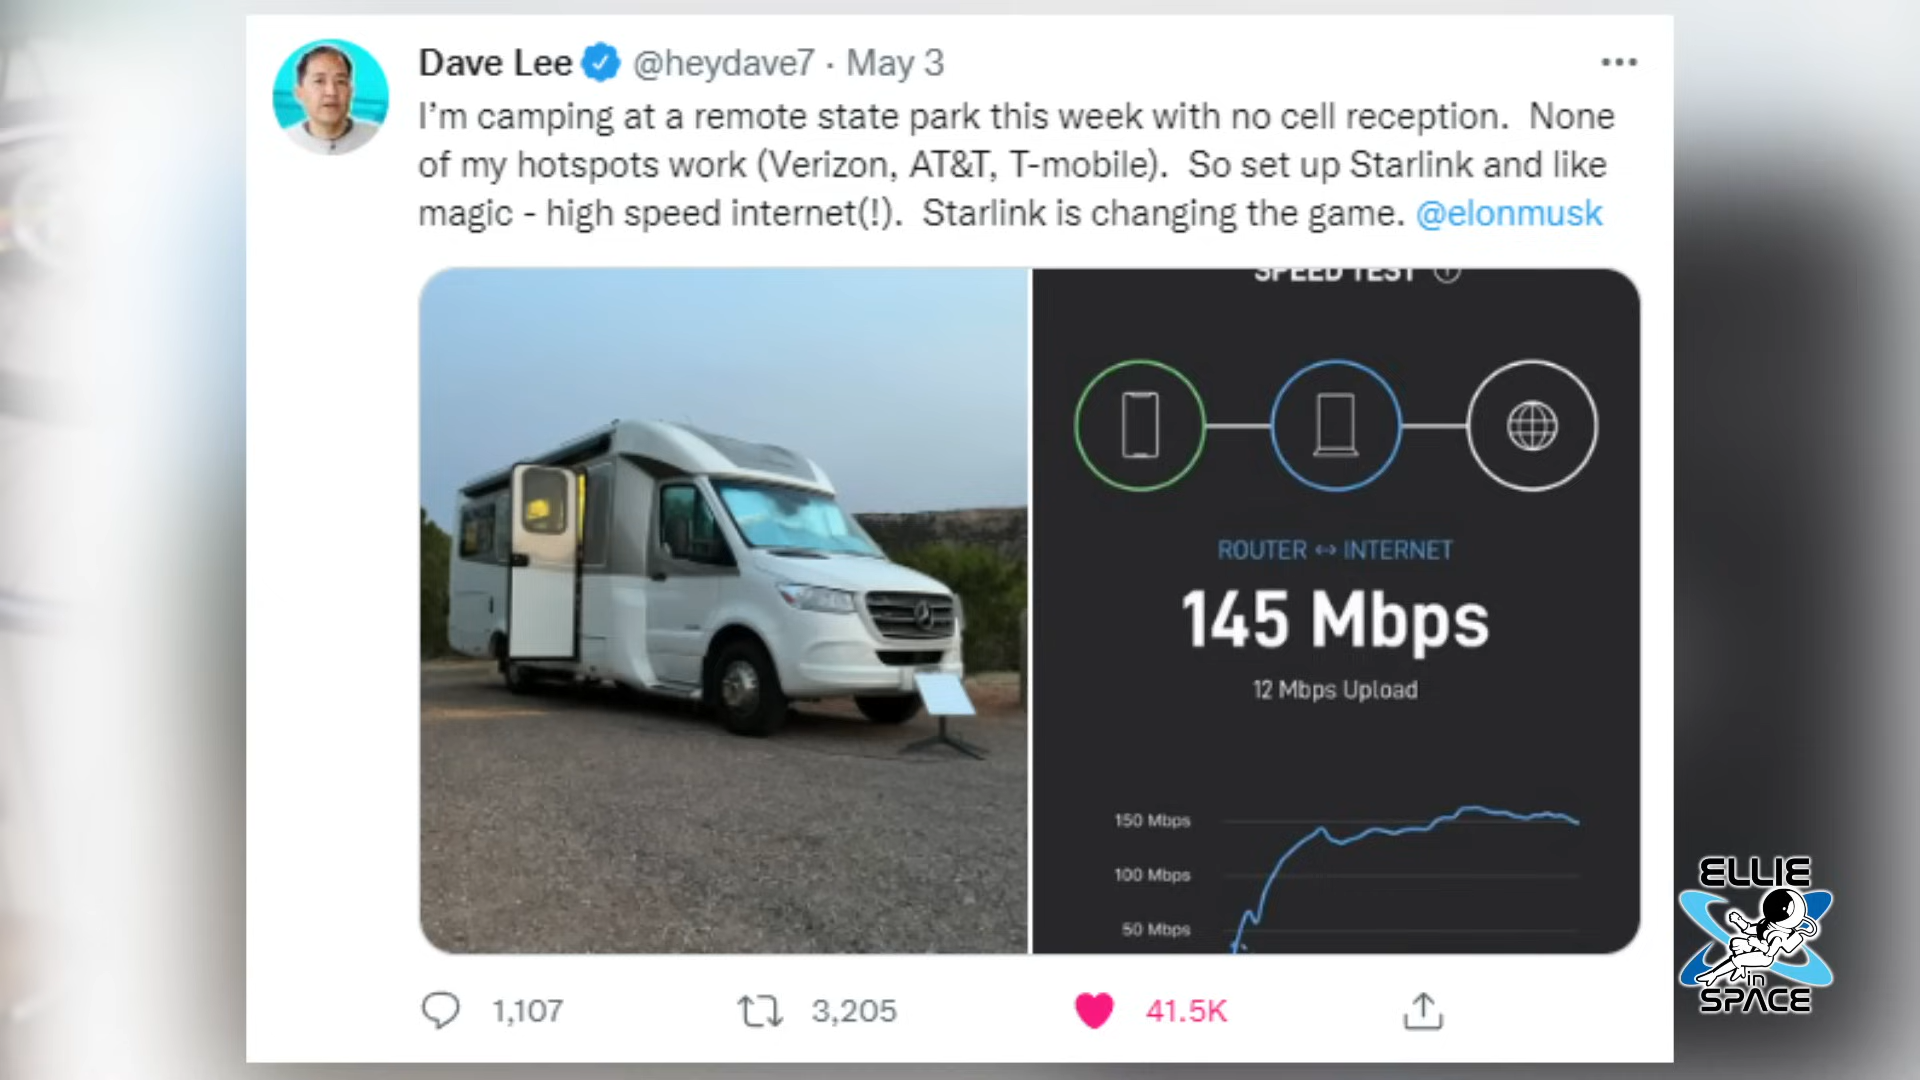 Dave Lee @heydave7 · May 3
I'm camping at a remote state park this week with no cell reception.  None
of my hotspots work (Verizon, AT&T, T-mobile).  So set up Starlink and like
magic - high speed internet(!).  Starlink is changing the game. @elonmusk
SPEED TEST
ROUTER ↔ INTERNET
145 Mbps
12 Mbps Upload
150 Mbps
100 Mbps
50 Mbps
1,107
3,205
41.5K
ELLIE
in
SPACE